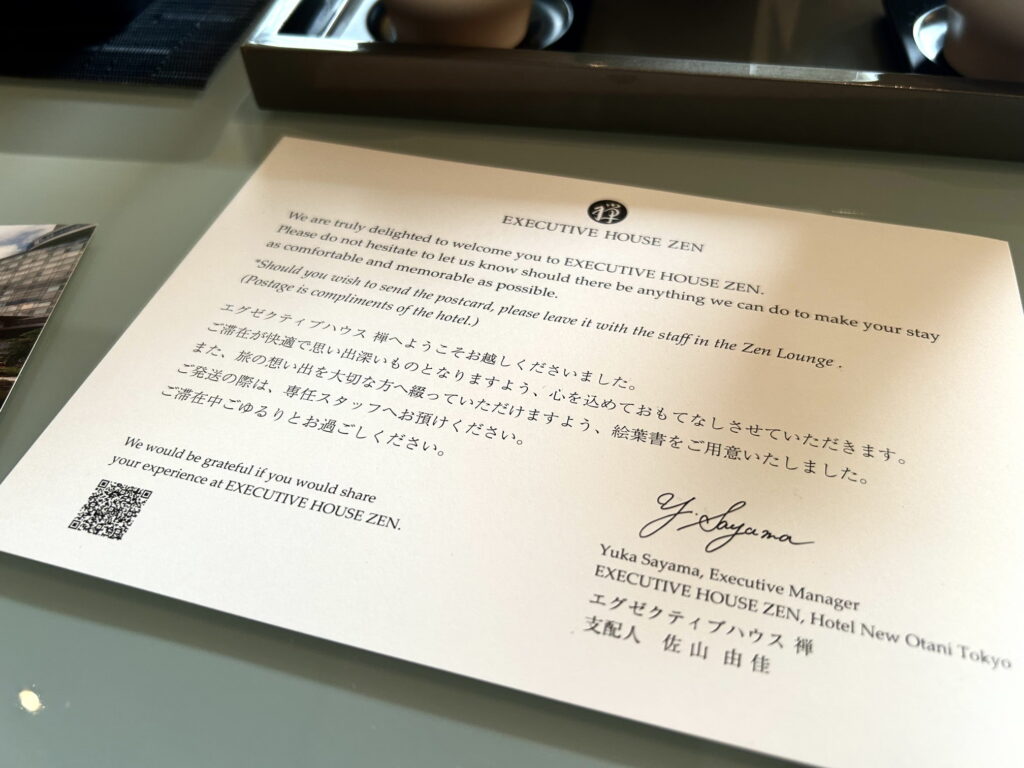 禅
EXECUTIVE HOUSE ZEN
We are truly delighted to welcome you to EXECUTIVE HOUSE ZEN.
Please do not hesitate to let us know should there be anything we can do to make your stay
as comfortable and memorable as possible.
*Should you wish to send the postcard, please leave it with the staff in the Zen Lounge .
(Postage is compliments of the hotel.)
エグゼクティブハウス 禅へようこそお越しくださいました。
ご滞在が快適で思い出深いものとなりますよう、心を込めておもてなしさせていただきます。
また、旅の想い出を大切な方へ綴っていただけますよう、絵葉書をご用意いたしました。
ご発送の際は、専任スタッフへお預けください。
ご滞在中ごゆるりとお過ごしください。
We would be grateful if you would share
your experience at EXECUTIVE HOUSE ZEN.
Y. Sayama
Yuka Sayama, Executive Manager
EXECUTIVE HOUSE ZEN, Hotel New Otani Tokyo
エグゼクティブハウス 禅
支配人 佐山 由佳